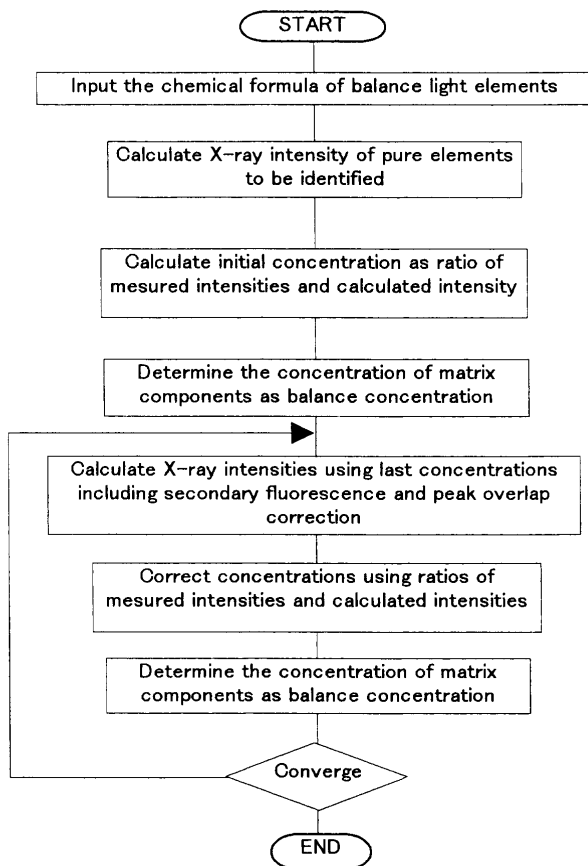 START
Input the chemical formula of balance light elements
Calculate X-ray intensity of pure elements
to be identified
Calculate initial concentration as ratio of
mesured intensities and calculated intensity
Determine the concentration of matrix
components as balance concentration
Calculate X-ray intensities using last concentrations
including secondary fluorescence and peak overlap
correction
Correct concentrations using ratios of
mesured intensities and calculated intensities
Determine the concentration of matrix
components as balance concentration
Converge
END